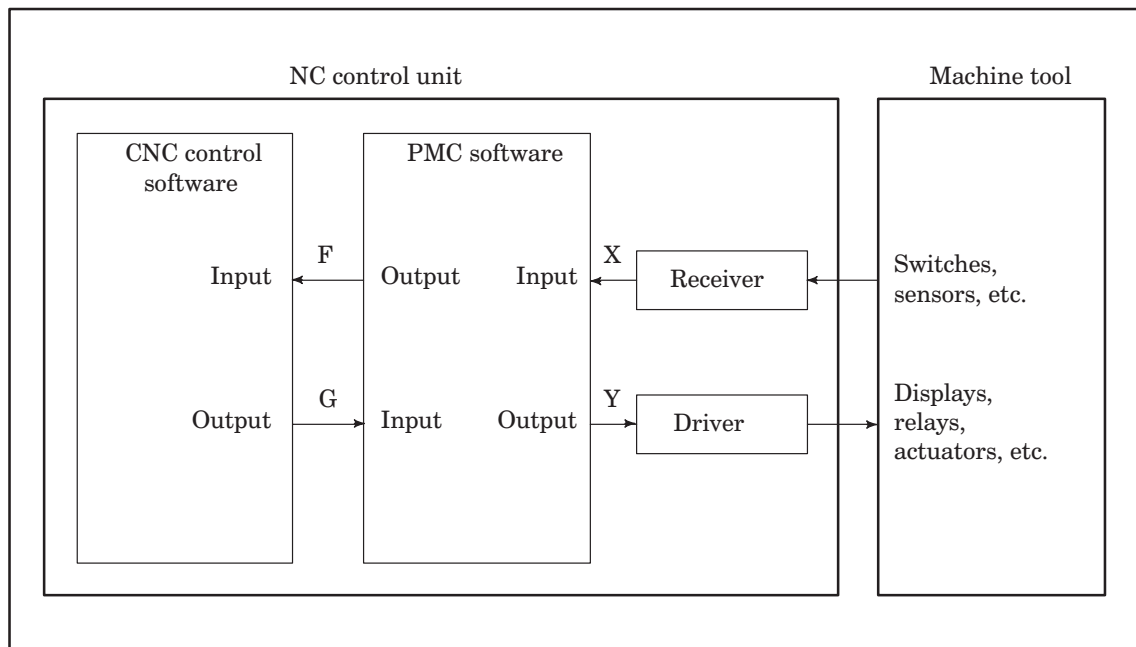 NC control unit
Machine tool
CNC control
software
PMC software
F
X
Input
Output
Input
Receiver
Switches,
sensors, etc.
G
Y
Output
Input
Output
Driver
Displays,
relays,
actuators, etc.